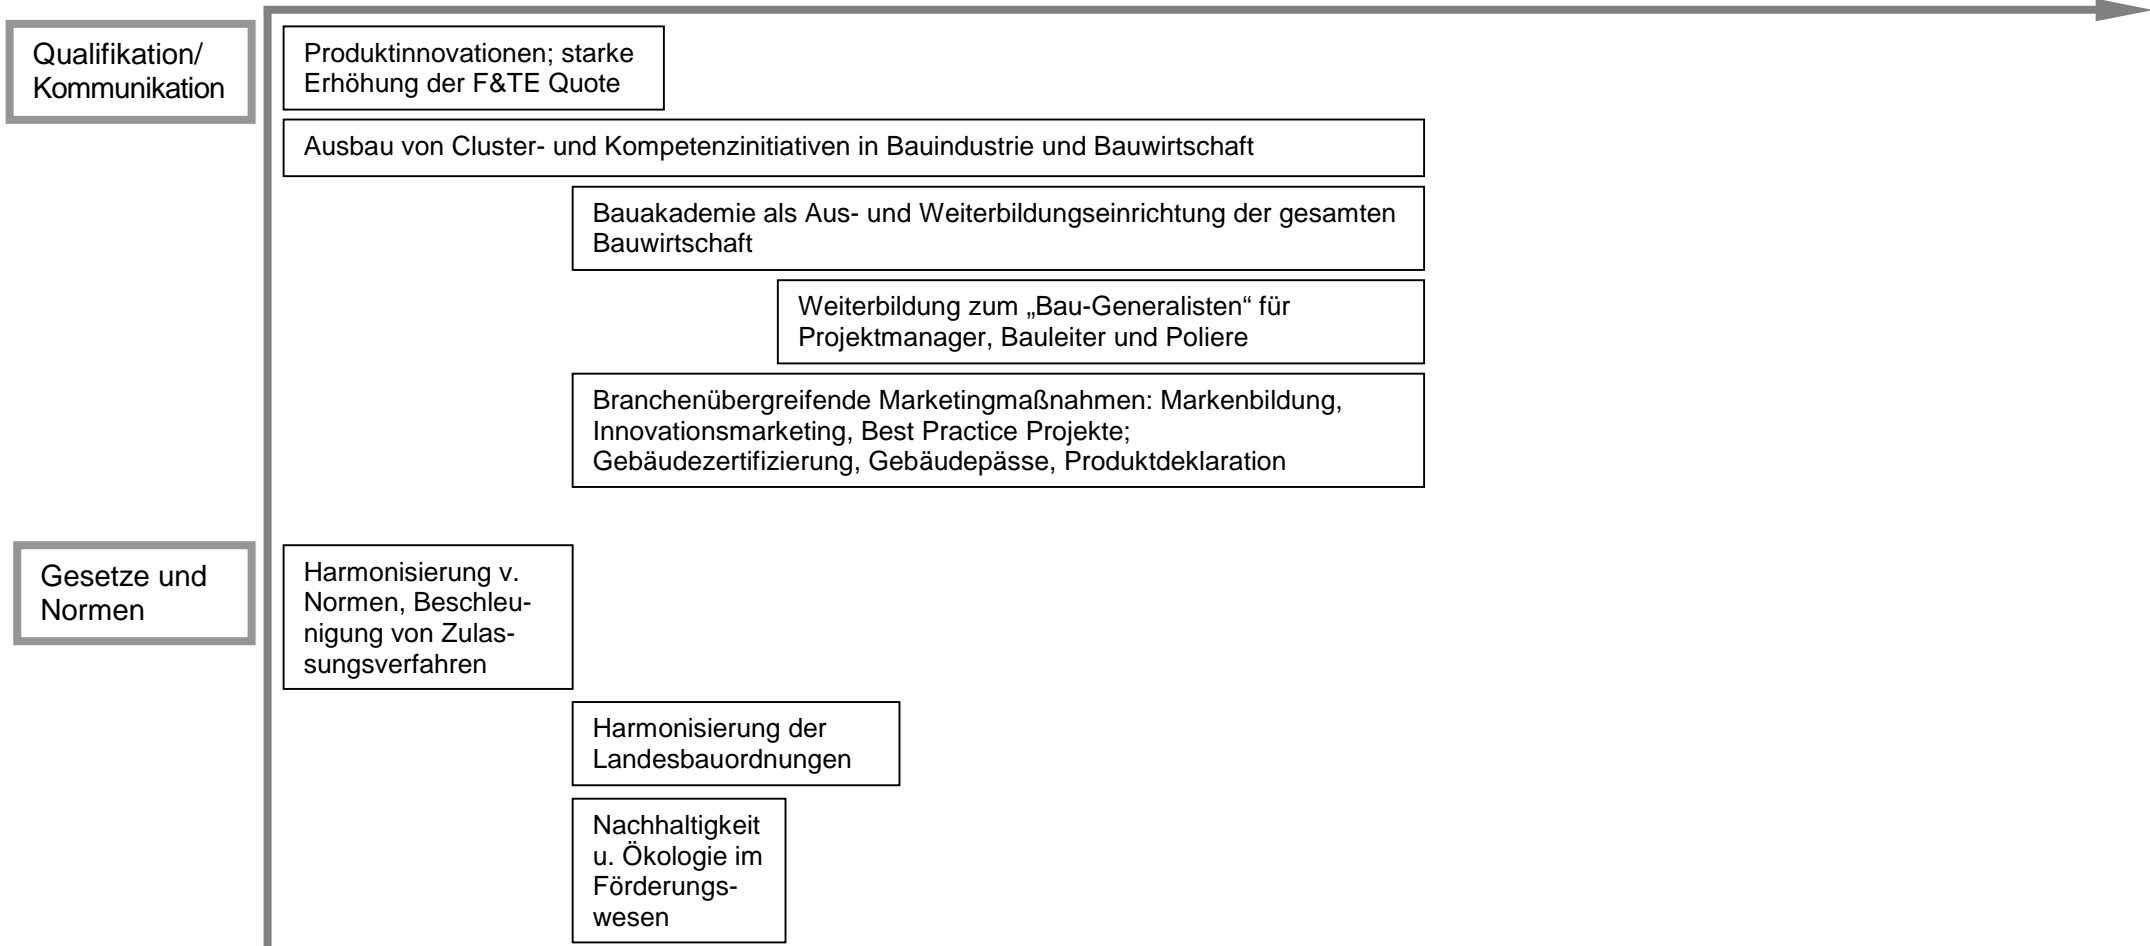 Qualifikation/
Kommunikation
Produktinnovationen; starke
Erhöhung der F&TE Quote
Ausbau von Cluster- und Kompetenzinitiativen in Bauindustrie und Bauwirtschaft
Bauakademie als Aus- und Weiterbildungseinrichtung der gesamten
Bauwirtschaft
Weiterbildung zum „Bau-Generalisten“ für
Projektmanager, Bauleiter und Poliere
Branchenübergreifende Marketingmaßnahmen: Markenbildung,
Innovationsmarketing, Best Practice Projekte;
Gebäudezertifizierung, Gebäudepässe, Produktdeklaration
Gesetze und
Normen
Harmonisierung v.
Normen, Beschleu-
nigung von Zulas-
sungsverfahren
Harmonisierung der
Landesbauordnungen
Nachhaltigkeit
u. Ökologie im
Förderungs-
wesen